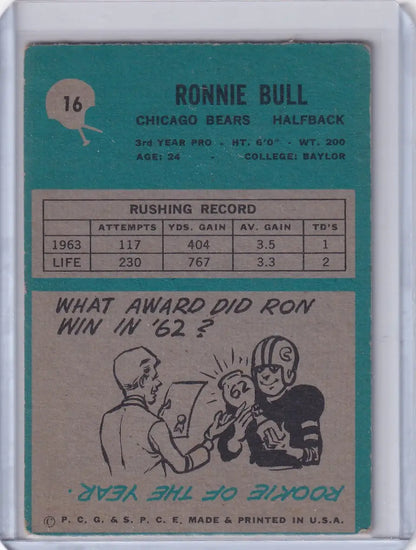 16
RONNIE BULL
CHICAGO BEARS HALFBACK
3rd YEAR PRO - HT. 6'0" - WT. 200
AGE: 24 - COLLEGE: BAYLOR
RUSHING RECORD
ATTEMPTS YDS. GAIN AV. GAIN TD'S
1963 117 404 3.5 1
LIFE 230 767 3.3 2
WHAT AWARD DID RON
WIN IN '62?
C
62
ROOKIE OF THE YEAR.
© P. C. G. & S. P. C. E. MADE & PRINTED IN U.S.A.